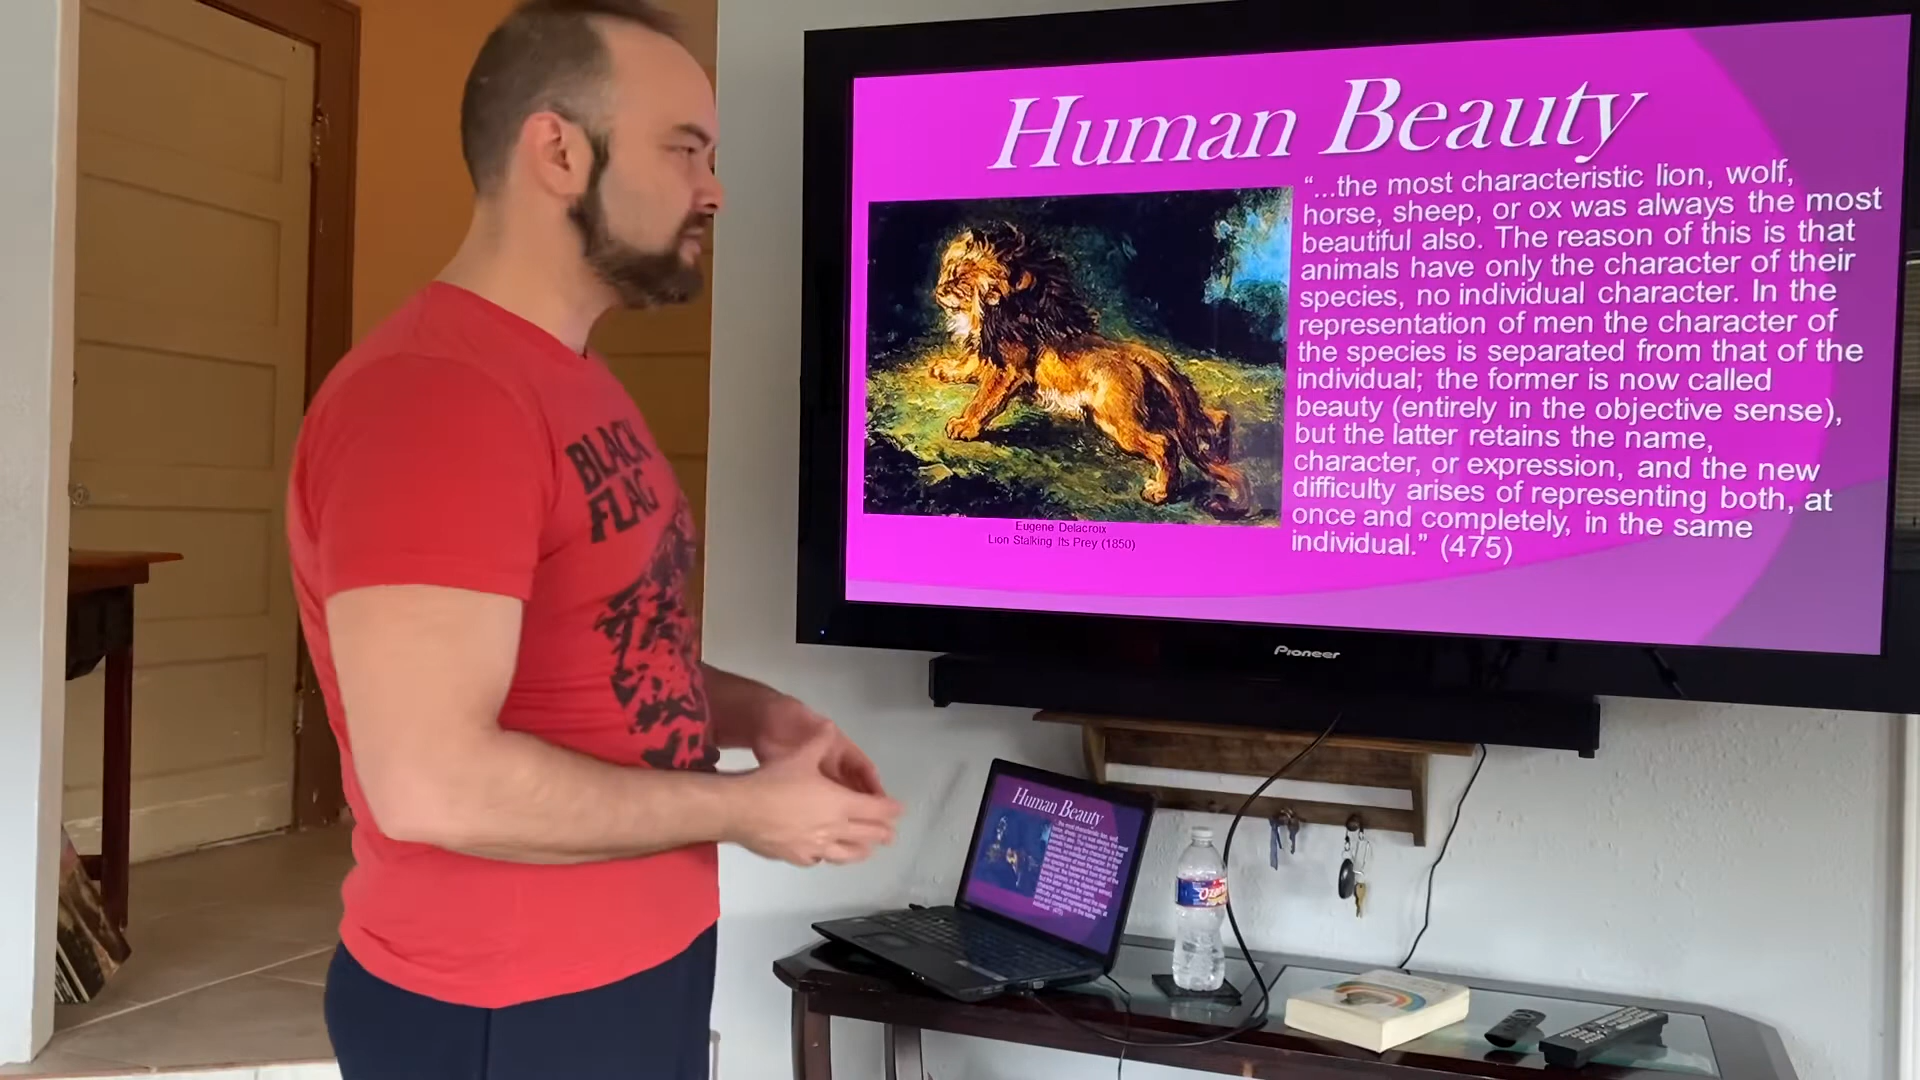 Human Beauty
“...the most characteristic lion, wolf,
horse, sheep, or ox was always the most
beautiful also. The reason of this is that
animals have only the character of their
species, no individual character. In the
representation of men the character of
the species is separated from that of the
individual; the former is now called
beauty (entirely in the objective sense),
but the latter retains the name,
character, or expression, and the new
difficulty arises of representing both, at
once and completely, in the same
individual.” (475)
Eugene Delacroix
Lion Stalking Its Prey (1850)
Pioneer
BLACK
FLAG
Human Beauty